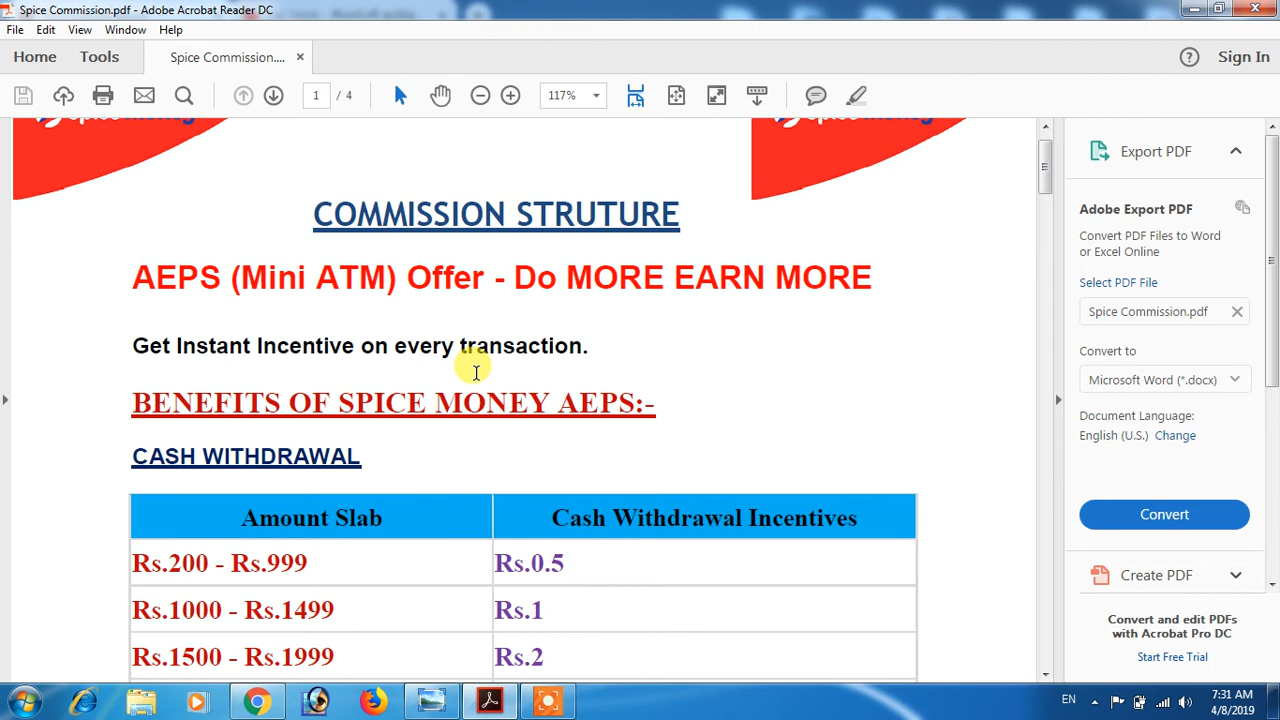 Spice Commission.pdf - Adobe Acrobat Reader DC
File Edit View Window Help
Home Tools Spice Commission.... × Sign In
1 / 4 117%
COMMISSION STRUTURE
AEPS (Mini ATM) Offer - Do MORE EARN MORE
Get Instant Incentive on every transaction.
BENEFITS OF SPICE MONEY AEPS:-
CASH WITHDRAWAL
Amount Slab Cash Withdrawal Incentives
Rs.200 - Rs.999 Rs.0.5
Rs.1000 - Rs.1499 Rs.1
Rs.1500 - Rs.1999 Rs.2
Export PDF
Adobe Export PDF
Convert PDF Files to Word
or Excel Online
Select PDF File
Spice Commission.pdf
Convert to
Microsoft Word (*.docx)
Document Language:
English (U.S.) Change
Convert
Create PDF
Convert and edit PDFs
with Acrobat Pro DC
Start Free Trial
EN
7:31 AM
4/8/2019